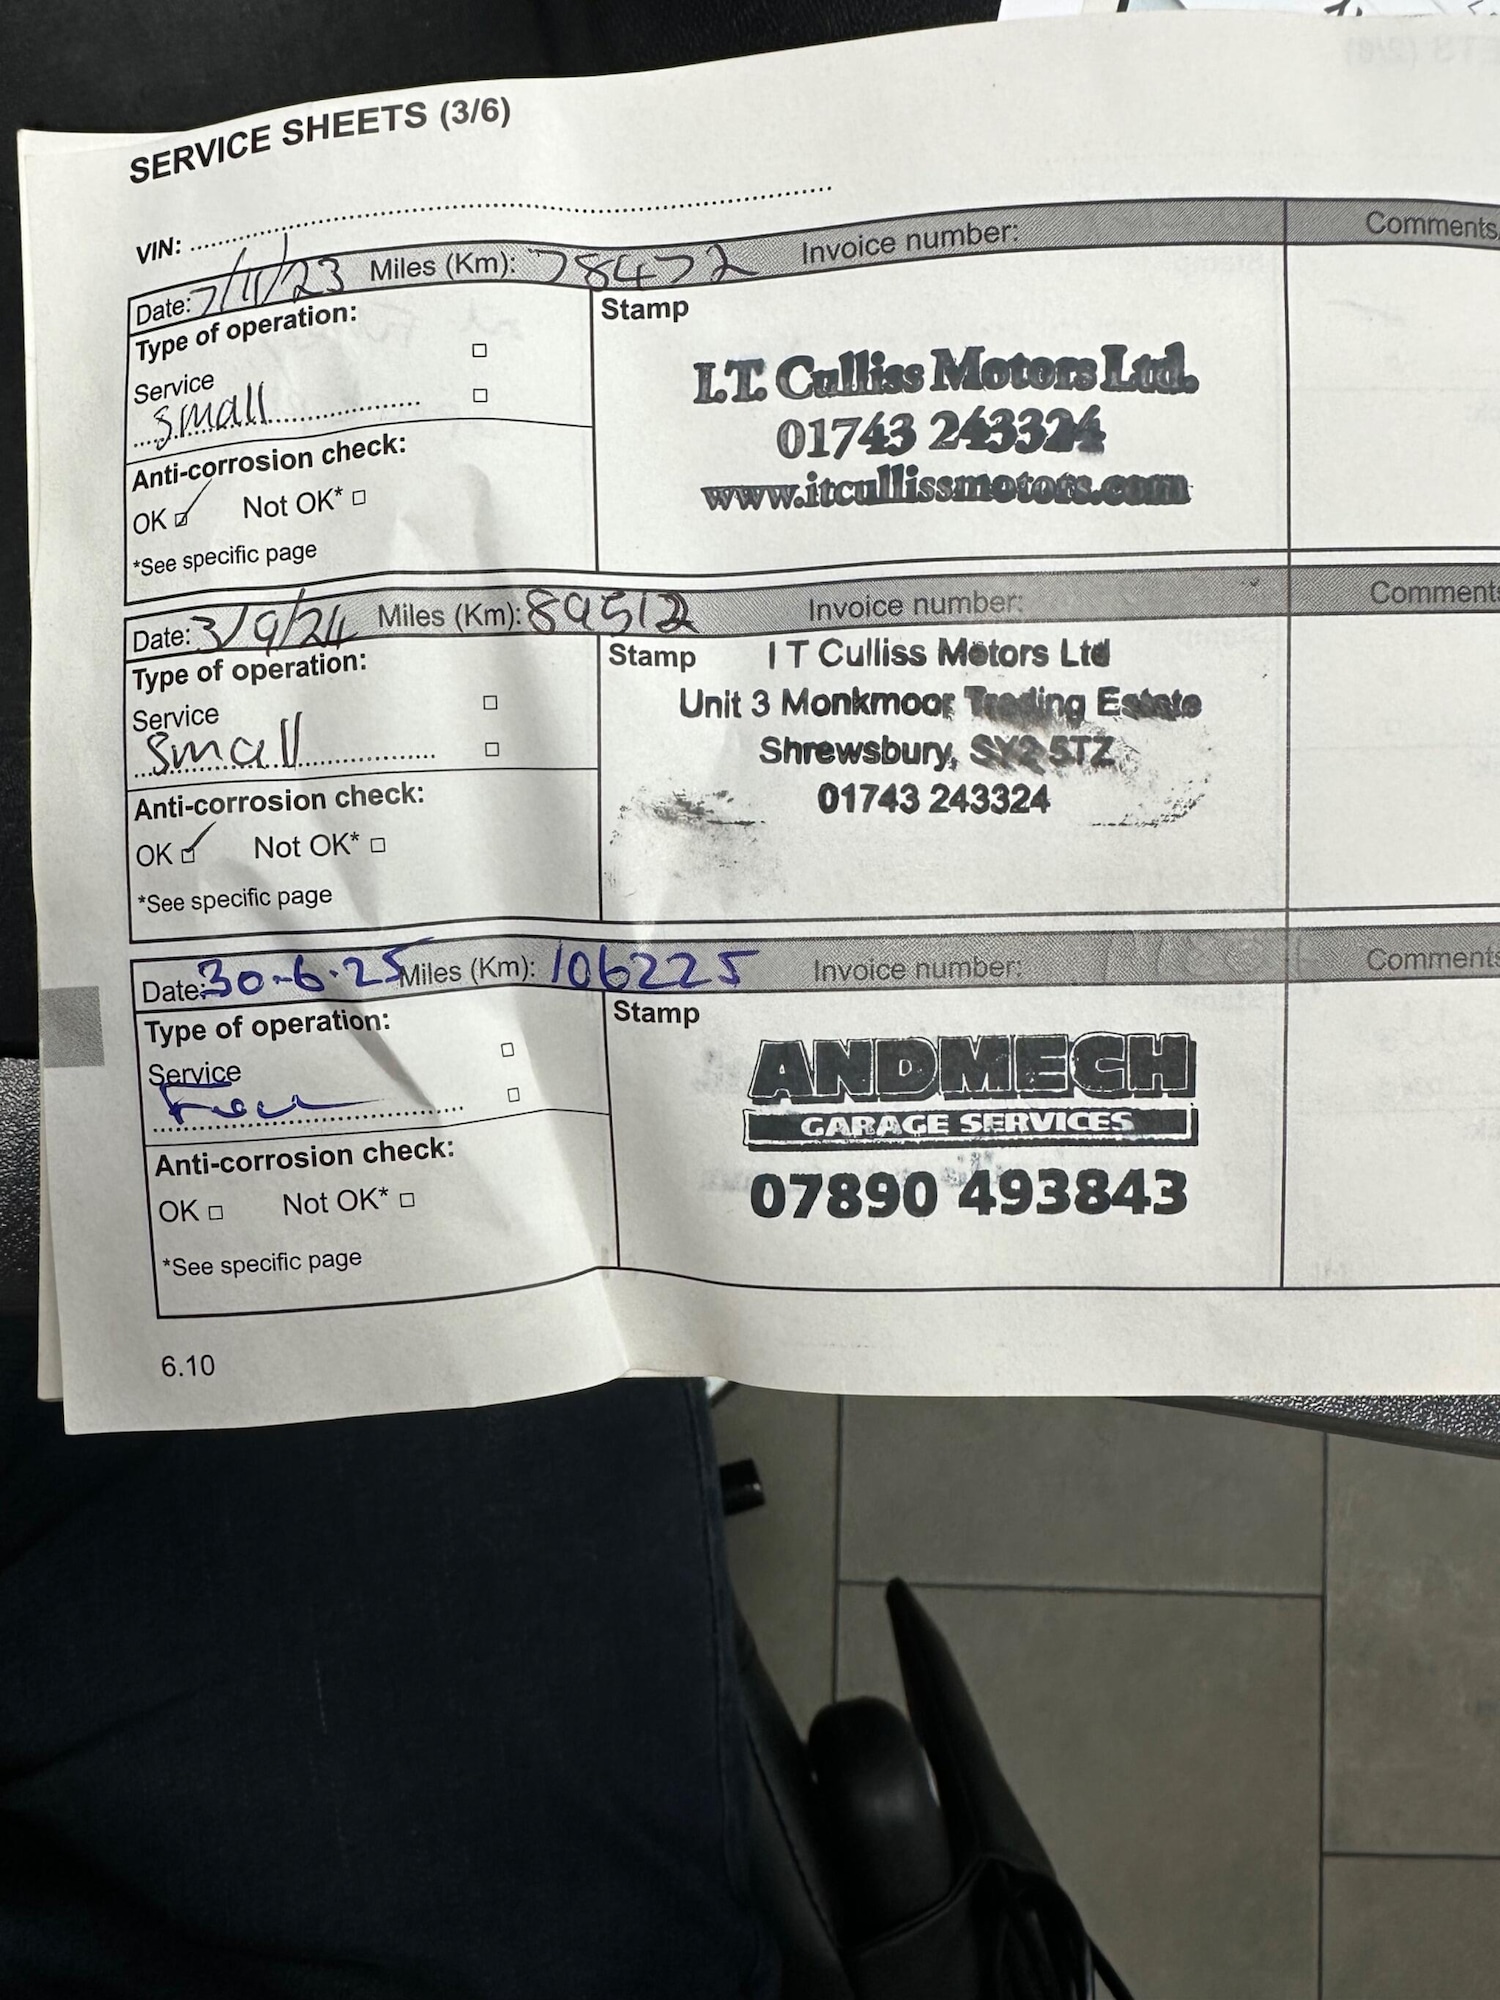 SERVICE SHEETS (3/6)
VIN:
Date: 7/11/23 Miles (Km): 78472 Invoice number: Comments
Type of operation:
Service
small
Anti-corrosion check:
OK Not OK*
*See specific page
Stamp
I.T. Culliss Motors Ltd.
01743 243324
www.itcullissmotors.com
Date: 3/9/24 Miles (Km): 89512 Invoice number: Comments
Type of operation:
Service
small
Anti-corrosion check:
OK Not OK*
*See specific page
Stamp
I T Culliss Motors Ltd
Unit 3 Monkmoor Trading Estate
Shrewsbury, SY2 5TZ
01743 243324
Date: 30-6-25 Miles (Km): 106225 Invoice number: Comments
Type of operation:
Service
Anti-corrosion check:
OK Not OK*
*See specific page
Stamp
ANDMECH
GARAGE SERVICES
07890 493843
6.10